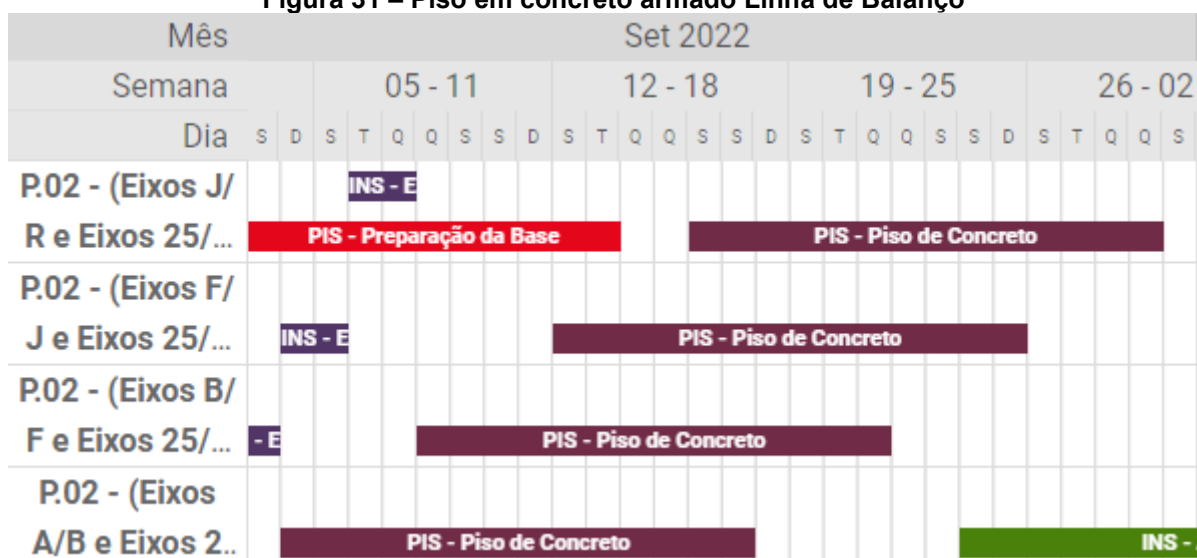 Figura 31 – Piso em concreto armado Linha de Balanço
Mês Set 2022
Semana 05 - 11 12 - 18 19 - 25 26 - 02
Dia S D S T Q Q S S D S T Q Q S S D S T Q Q S S D S T Q Q S
P.02 - (Eixos J/ INS - E
R e Eixos 25/... PIS - Preparação da Base PIS - Piso de Concreto
P.02 - (Eixos F/
J e Eixos 25/... INS - E PIS - Piso de Concreto
P.02 - (Eixos B/
F e Eixos 25/... - E PIS - Piso de Concreto
P.02 - (Eixos
A/B e Eixos 2.. PIS - Piso de Concreto INS -